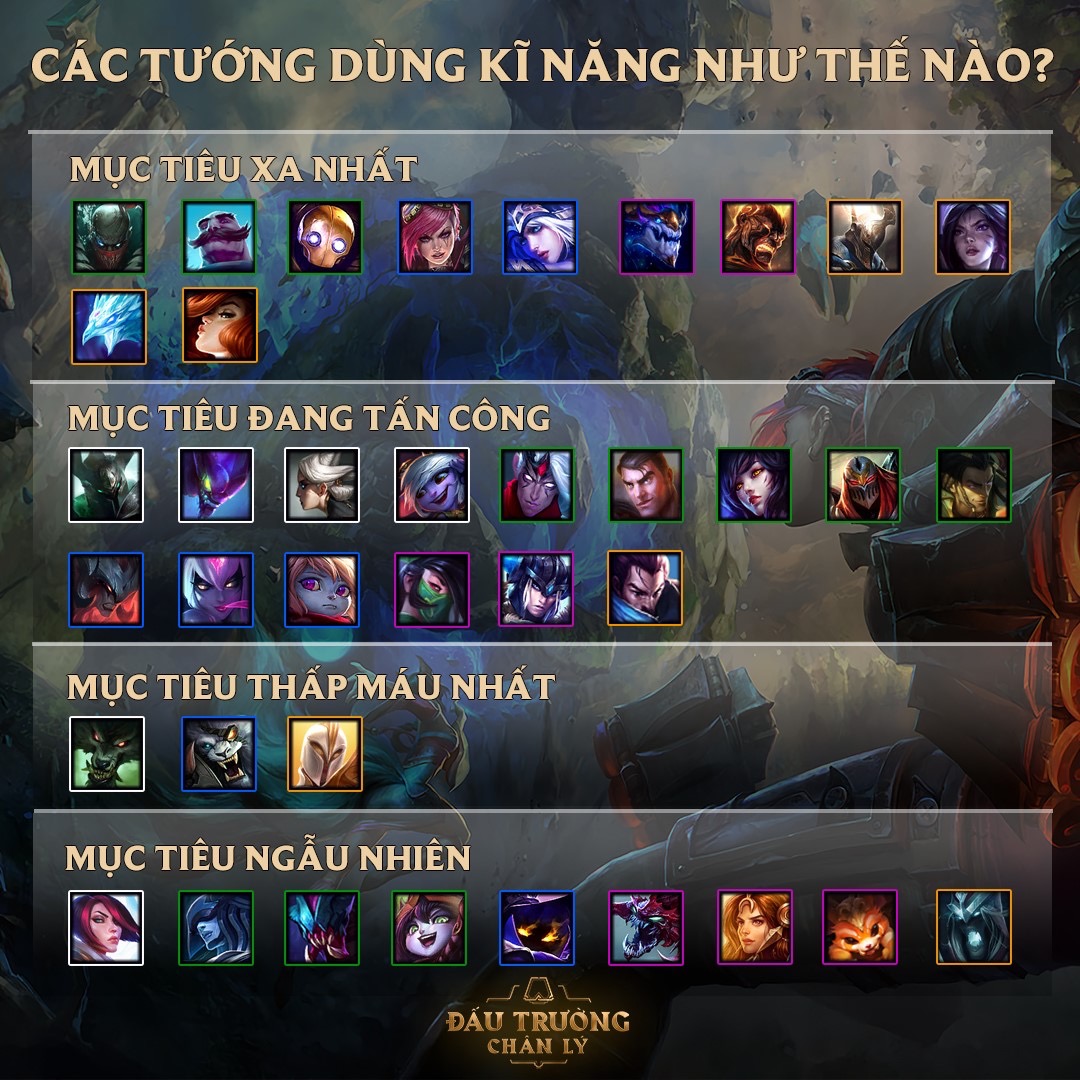 CÁC TƯỚNG DÙNG KĨ NĂNG NHƯ THẾ NÀO?
MỤC TIÊU XA NHẤT
MỤC TIÊU ĐANG TẤN CÔNG
MỤC TIÊU THẤP MÁU NHẤT
MỤC TIÊU NGẪU NHIÊN
ĐẤU TRƯỜNG
CHÂN LÝ